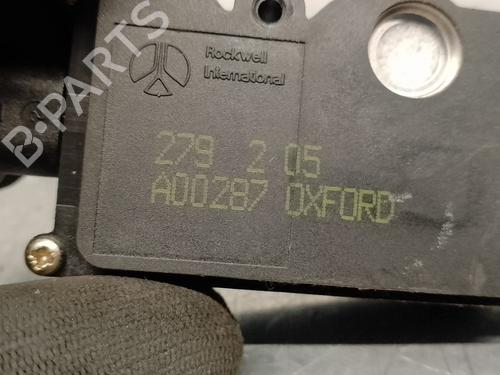 Rockwell
International
279 2 05
A00287 OXFORD
B-PARTS